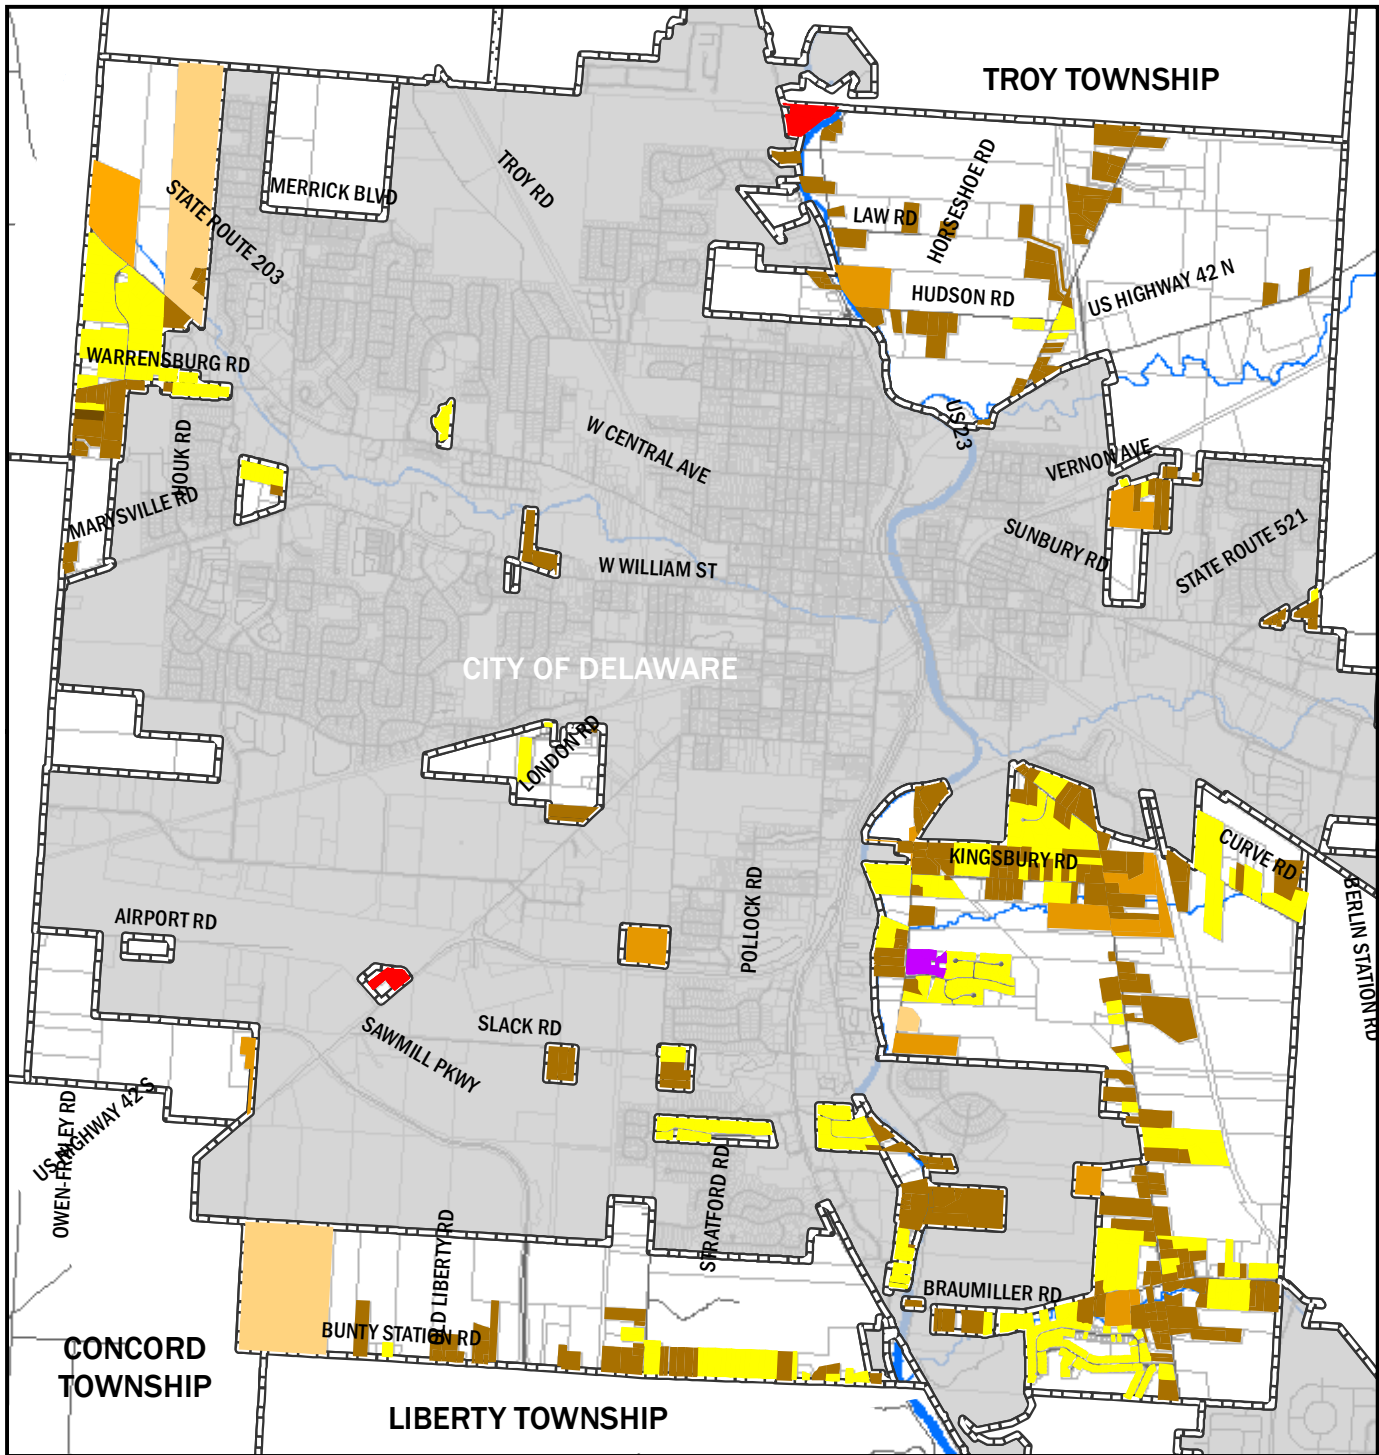 TROY TOWNSHIP
TROY RD
MERRICK BLVD
STATE ROUTE 203
HORSESHOE RD
LAW RD
HUDSON RD
US HIGHWAY 42 N
WARRENSBURG RD
US 23
W CENTRAL AVE
HOUK RD
VERNON AVE
MARYSVILLE RD
SUNBURY RD
STATE ROUTE 521
W WILLIAM ST
CITY OF DELAWARE
LONDON RD
KINGSBURY RD
CURVE RD
BERLIN STATION RD
POLLOCK RD
AIRPORT RD
SLACK RD
SAWMILL PKWY
US HIGHWAY 42 S
OWEN-FRALEY RD
STRATFORD RD
OLD LIBERTY RD
BRAUMILLER RD
BUNTY STATION RD
CONCORD
TOWNSHIP
LIBERTY TOWNSHIP